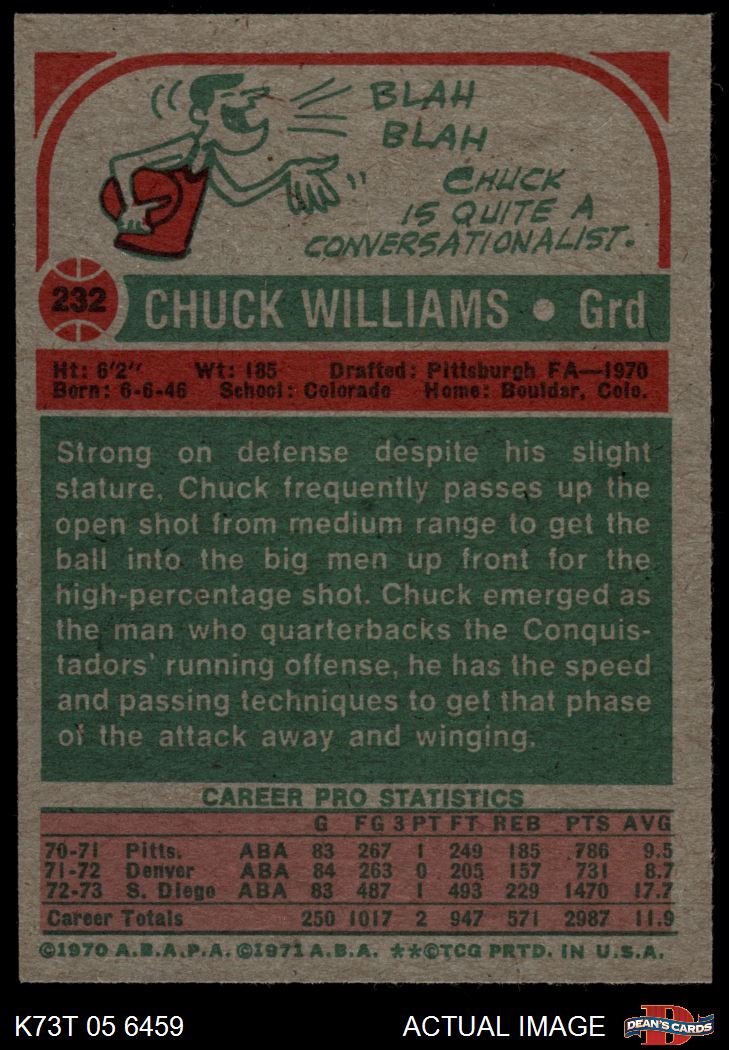 BLAH
BLAH
CHUCK
IS QUITE A
CONVERSATIONALIST.
232 CHUCK WILLIAMS • Grd
Ht: 6'2" Wt: 185 Drafted: Pittsburgh FA—1970
Born: 6-6-46 School: Colorado Home: Boulder, Colo.
Strong on defense despite his slight
stature, Chuck frequently passes up the
open shot from medium range to get the
ball into the big men up front for the
high-percentage shot. Chuck emerged as
the man who quarterbacks the Conquis-
tadors' running offense, he has the speed
and passing techniques to get that phase
of the attack away and winging.
CAREER PRO STATISTICS
G FG 3PT FT REB PTS AVG
70-71 Pitts. ABA 83 267 1 249 185 786 9.5
71-72 Denver ABA 84 263 0 205 157 731 8.7
72-73 S. Diego ABA 83 487 1 493 229 1470 17.7
Career Totals 250 1017 2 947 571 2987 11.9
©1970 A.B.A.P.A. ©1971 A.B.A. **©TCG PRTD. IN U.S.A.
K73T 05 6459 ACTUAL IMAGE DEAN'S CARDS